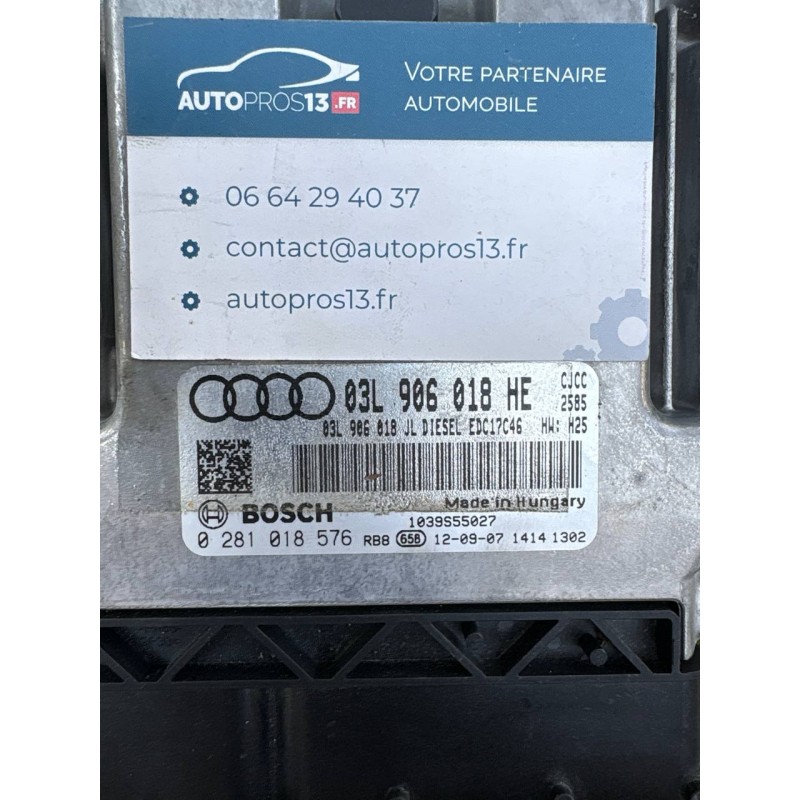 AUTOPROS13.FR
VOTRE PARTENAIRE
AUTOMOBILE
06 64 29 40 37
contact@autopros13.fr
autopros13.fr
03L 906 018 HE
CJCC
2585
03L 906 018 JL DIESEL EDC17C46 HW: H25
Made in Hungary
BOSCH
1039S55027
0 281 018 576 RB8 65B 12-09-07 1414 1302